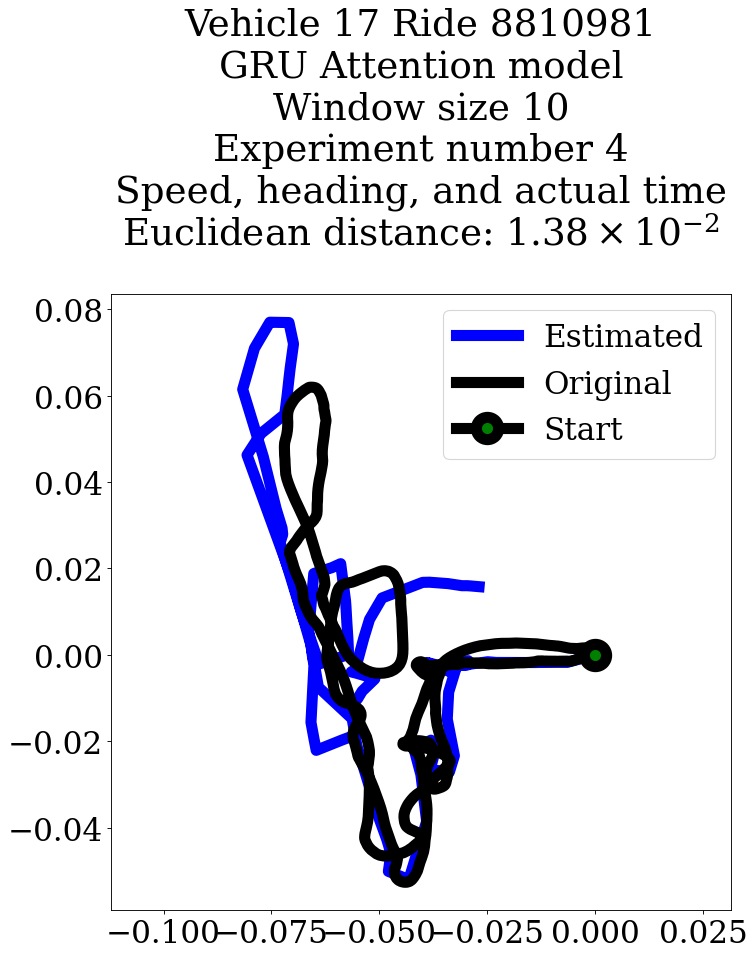 Vehicle 17 Ride 8810981
GRU Attention model
Window size 10
Experiment number 4
Speed, heading, and actual time
Euclidean distance: 1.38 × 10⁻²
Estimated
Original
Start
0.08
0.06
0.04
0.02
0.00
−0.02
−0.04
−0.100
−0.075
−0.050
−0.025
0.000
0.025